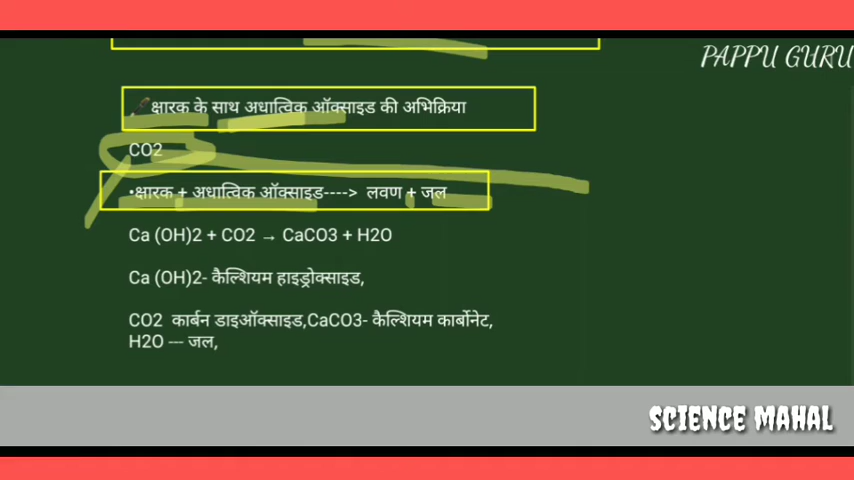 PAPPU GURU
क्षारक के साथ अधात्विक ऑक्साइड की अभिक्रिया
CO2
•क्षारक + अधात्विक ऑक्साइड----> लवण + जल
Ca (OH)2 + CO2 → CaCO3 + H2O
Ca (OH)2- कैल्शियम हाइड्रोक्साइड,
CO2 कार्बन डाइऑक्साइड,CaCO3- कैल्शियम कार्बोनेट,
H2O --- जल,
SCIENCE MAHAL